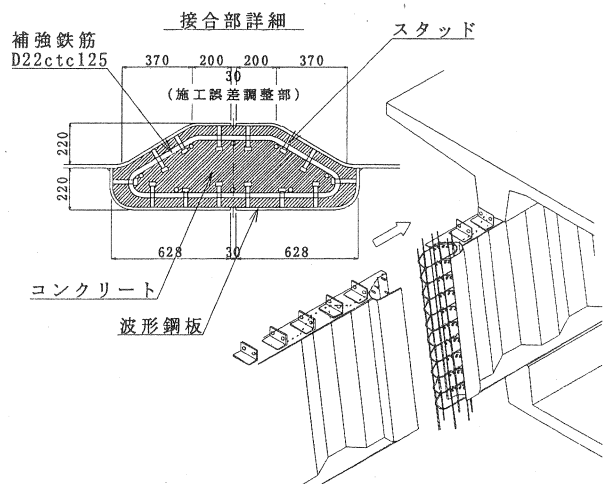 接合部詳細
補強鉄筋
D22ctc125
スタッド
370 200 200 370
30
(施工誤差調整部)
220
220
628 30 628
コンクリート
波形鋼板